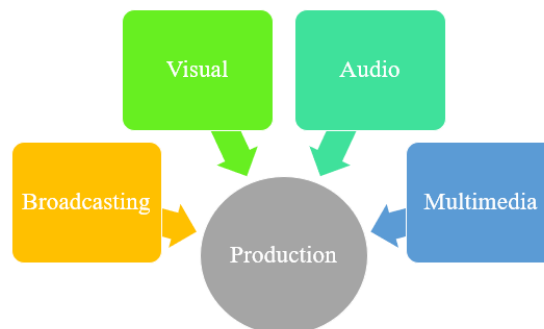 Visual
Audio
Broadcasting
Multimedia
Production